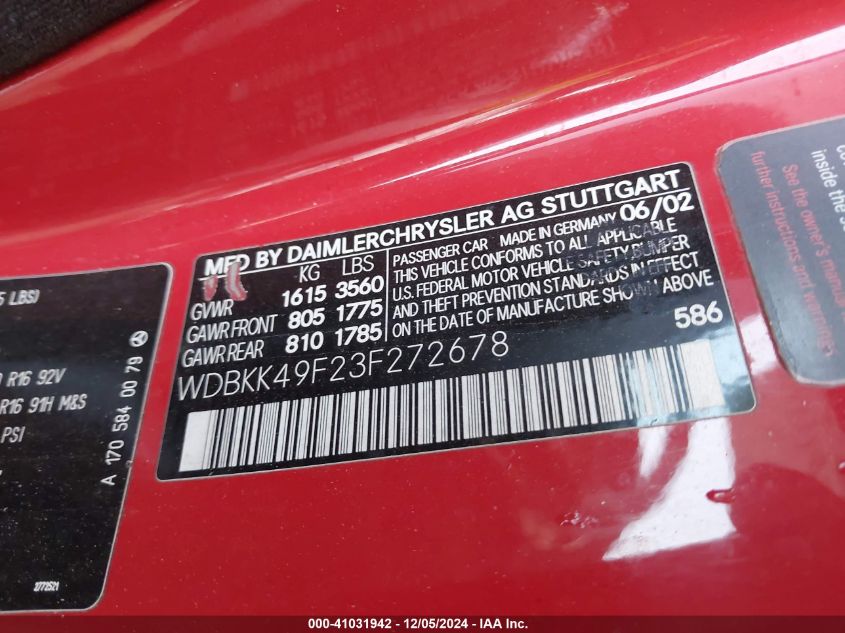 MFD BY DAIMLERCHRYSLER AG STUTTGART
KG LBS
GVWR 1615 3560
GAWR FRONT 805 1775
GAWR REAR 810 1785
PASSENGER CAR MADE IN GERMANY 06/02
THIS VEHICLE CONFORMS TO ALL APPLICABLE
U.S. FEDERAL MOTOR VEHICLE SAFETY BUMPER
AND THEFT PREVENTION STANDARDS IN EFFECT
ON THE DATE OF MANUFACTURE SHOWN ABOVE
586
WDBKK49F23F272678
5 LBS)
R16 92V
R16 91H M&S
PSI
A 170 584 00 79
2772521
inside the
See the owner's manual
further instructions and warnings
000-41031942 - 12/05/2024 - IAA Inc.